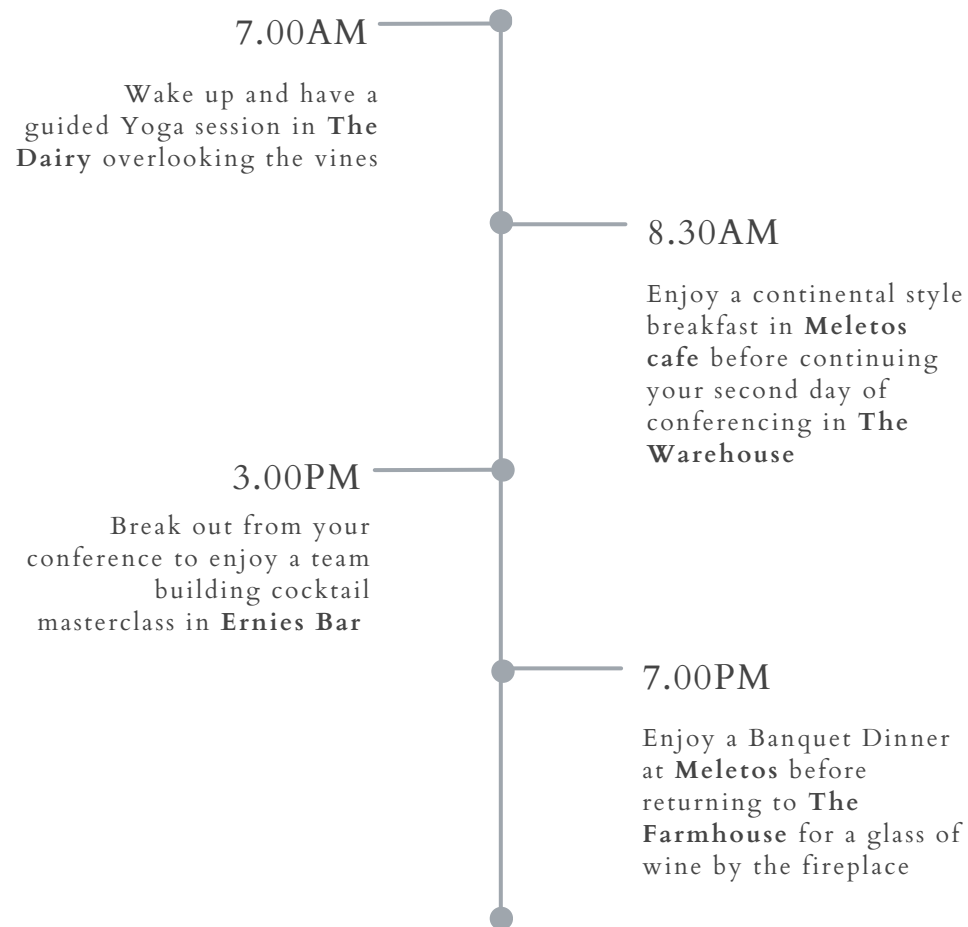 7.00AM
Wake up and have a
guided Yoga session in The
Dairy overlooking the vines
8.30AM
Enjoy a continental style
breakfast in Meletos
cafe before continuing
your second day of
conferencing in The
Warehouse
3.00PM
Break out from your
conference to enjoy a team
building cocktail
masterclass in Ernies Bar
7.00PM
Enjoy a Banquet Dinner
at Meletos before
returning to The
Farmhouse for a glass of
wine by the fireplace